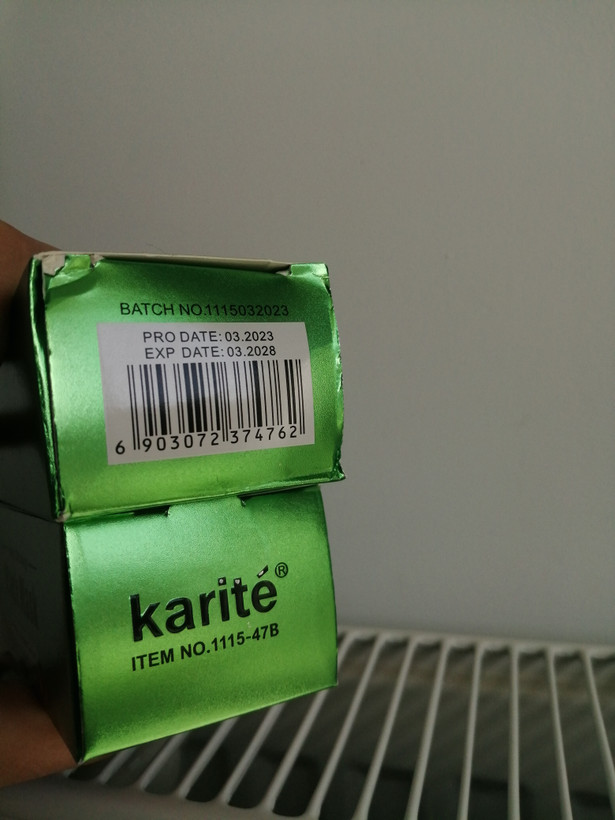 BATCH NO.1115032023
PRO DATE: 03.2023
EXP DATE: 03.2028
6 903072 374762
karité®
ITEM NO.1115-47B